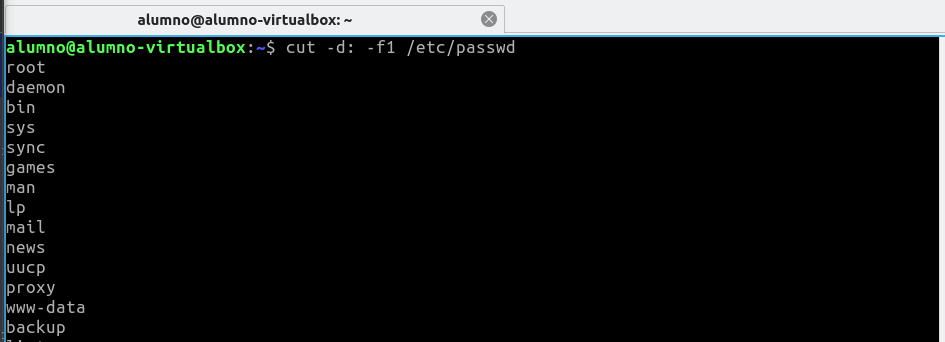 alumno@alumno-virtualbox: ~
alumno@alumno-virtualbox:~$ cut -d: -f1 /etc/passwd
root
daemon
bin
sys
sync
games
man
lp
mail
news
uucp
proxy
www-data
backup